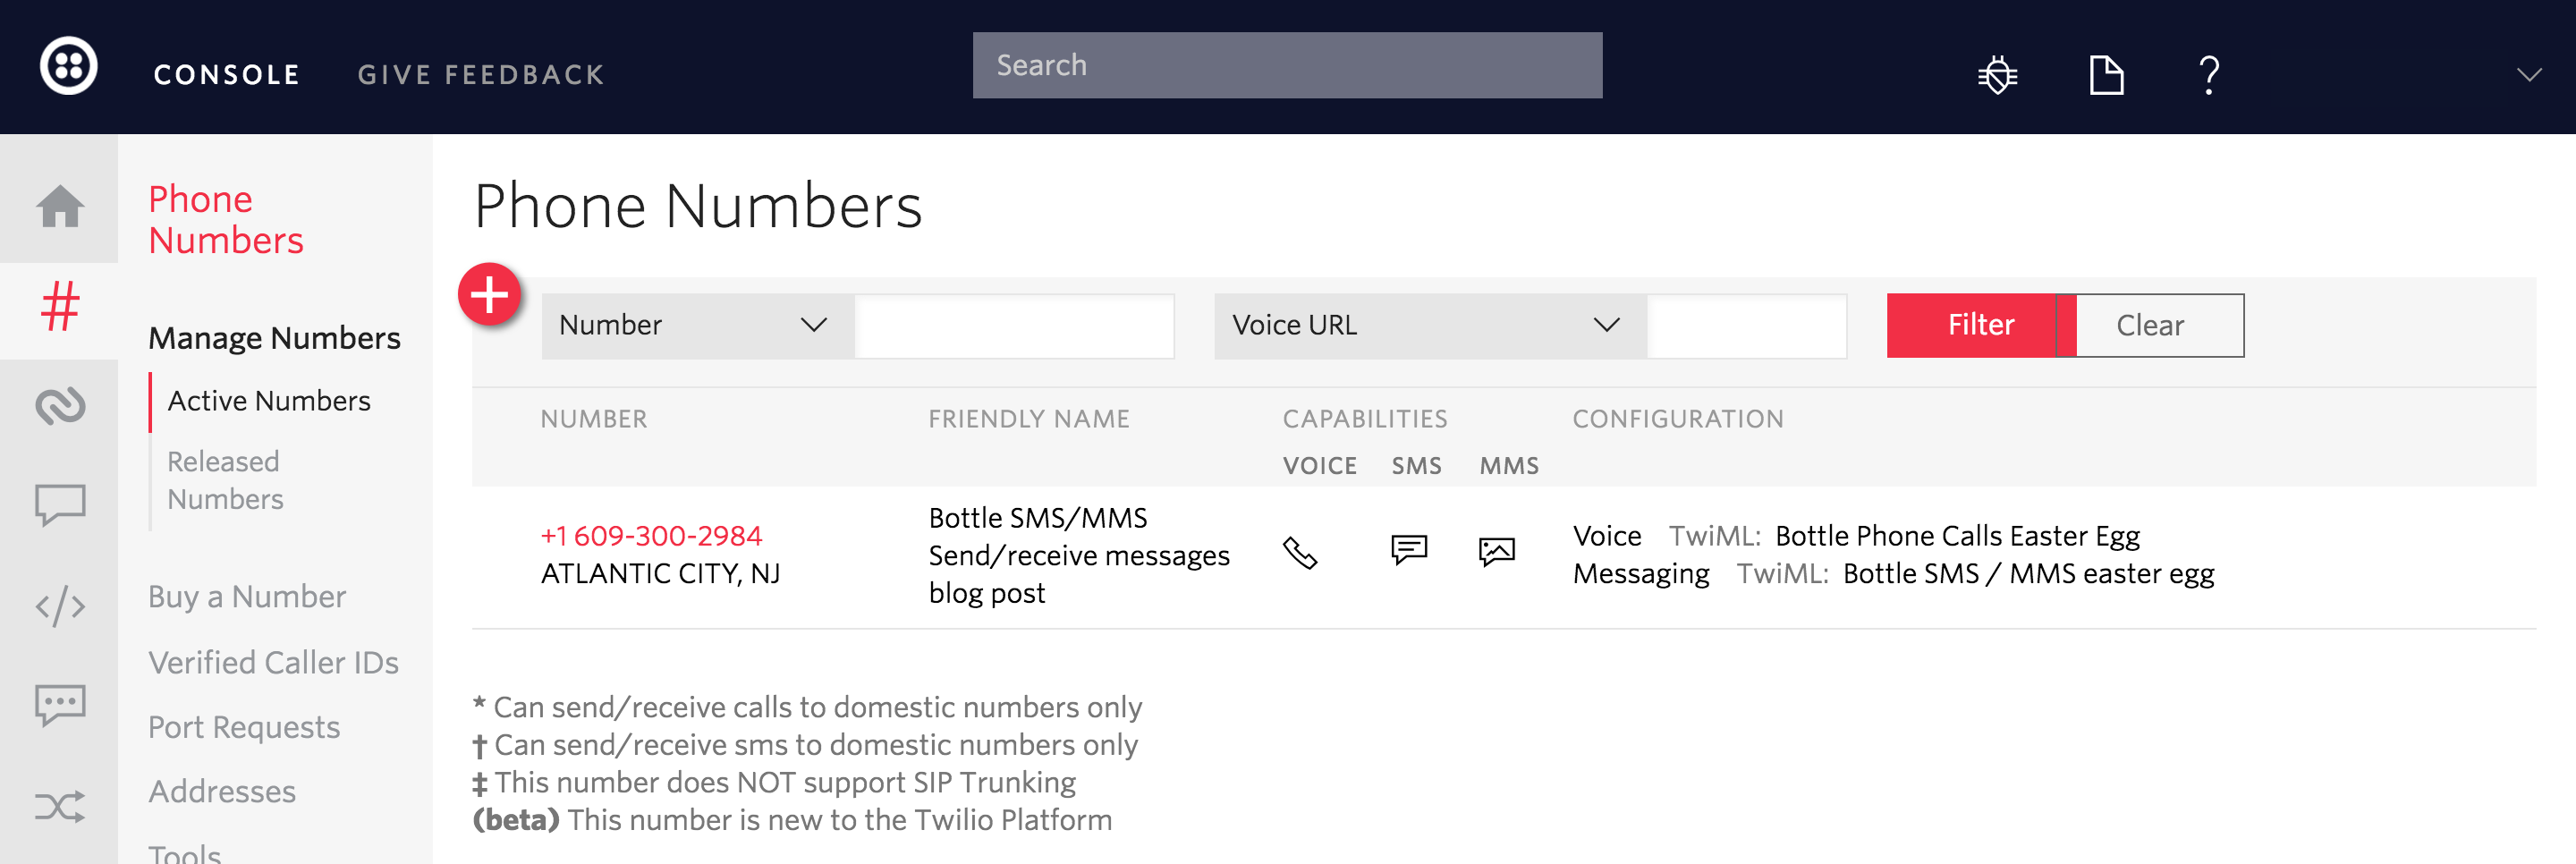 CONSOLE GIVE FEEDBACK Search ?
Phone
Numbers
Manage Numbers
Active Numbers
Released
Numbers
Buy a Number
Verified Caller IDs
Port Requests
Addresses
Tools
Phone Numbers
Number Voice URL Filter Clear
NUMBER FRIENDLY NAME CAPABILITIES CONFIGURATION
VOICE SMS MMS
+1 609-300-2984
ATLANTIC CITY, NJ
Bottle SMS/MMS
Send/receive messages
blog post
Voice TwiML: Bottle Phone Calls Easter Egg
Messaging TwiML: Bottle SMS / MMS easter egg
* Can send/receive calls to domestic numbers only
† Can send/receive sms to domestic numbers only
‡ This number does NOT support SIP Trunking
(beta) This number is new to the Twilio Platform